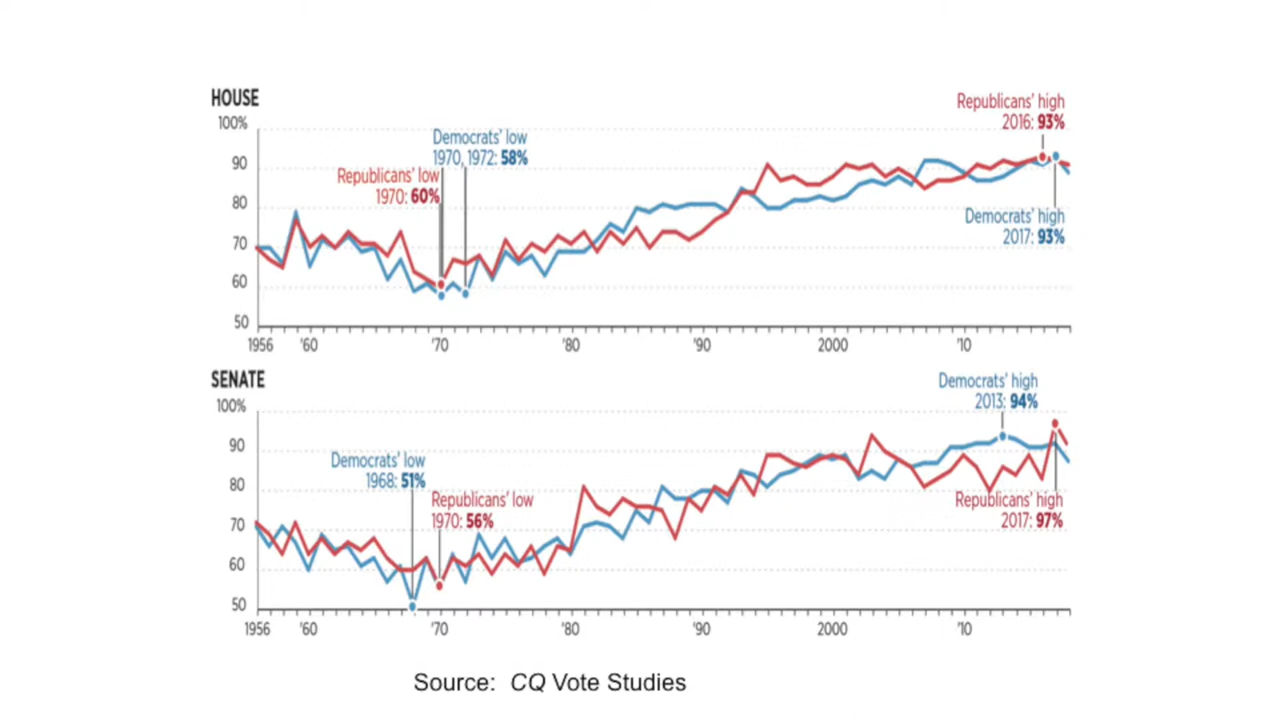 HOUSE
Republicans' high
2016: 93%
100%
Democrats' low
1970, 1972: 58%
Republicans' low
1970: 60%
90
80
Democrats' high
2017: 93%
70
60
50
1956 '60 '70 '80 '90 2000 '10
SENATE
Democrats' high
2013: 94%
100%
90
Democrats' low
1968: 51%
80
Republicans' low
1970: 56%
Republicans' high
2017: 97%
70
60
50
1956 '60 '70 '80 '90 2000 '10
Source: CQ Vote Studies